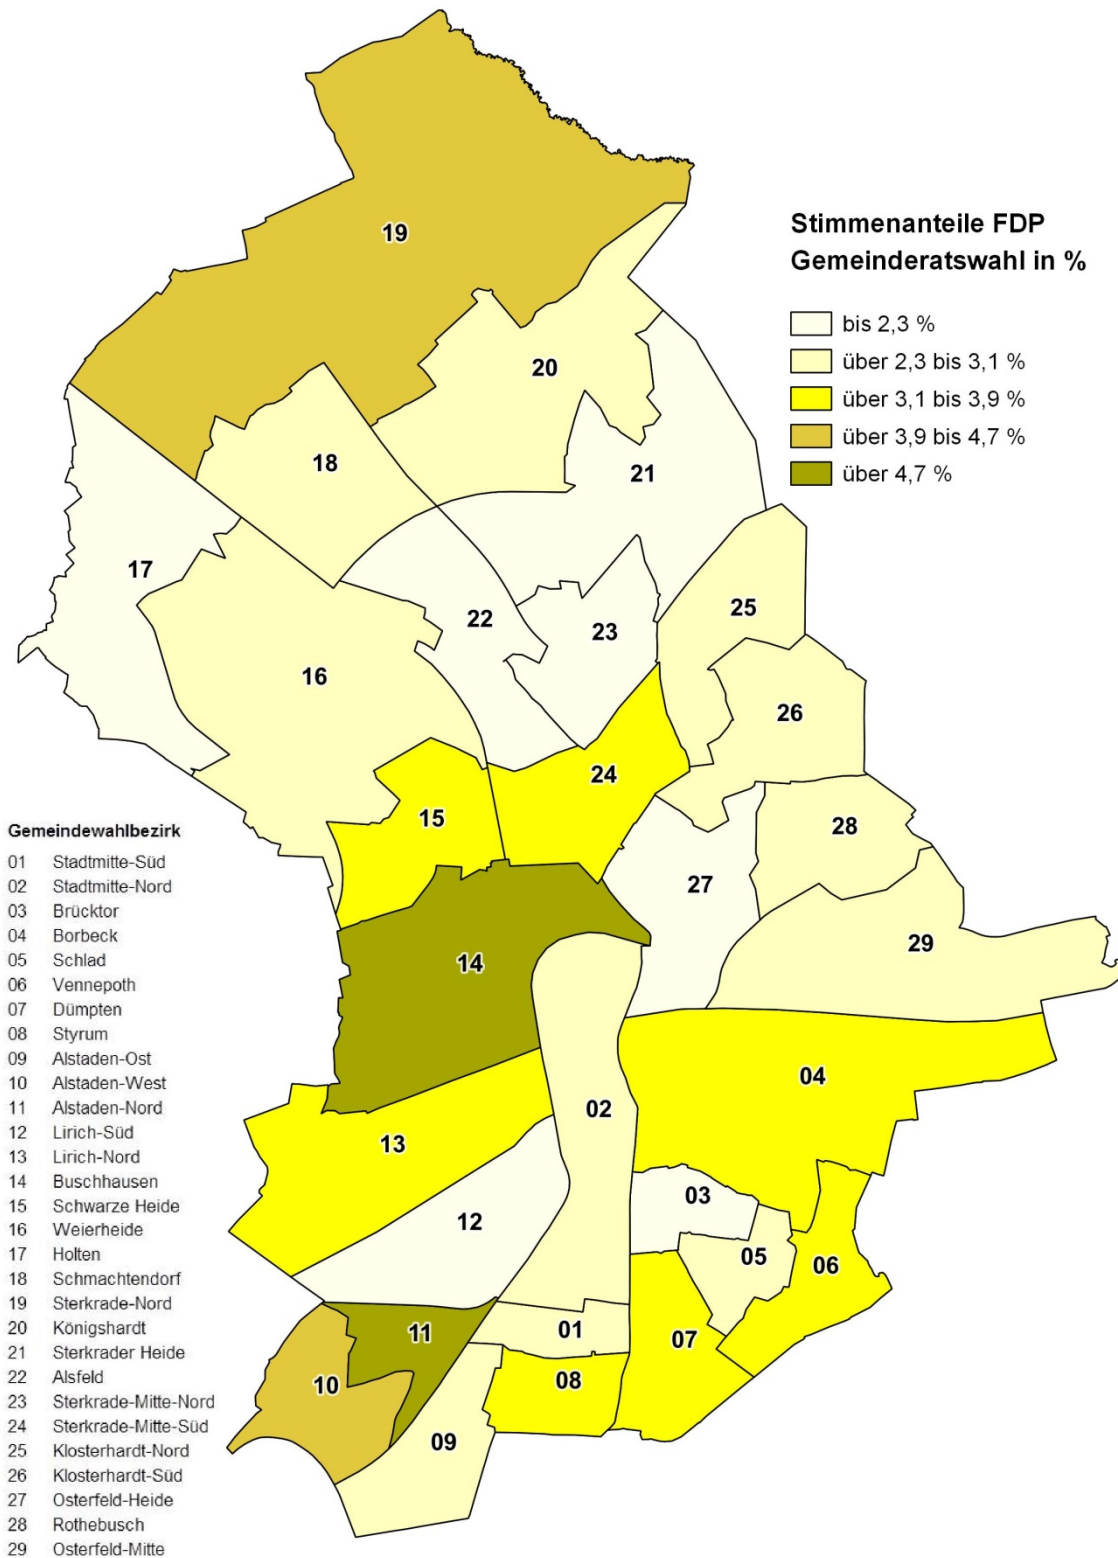 Stimmenanteile FDP
Gemeinderatswahl in %
bis 2,3 %
über 2,3 bis 3,1 %
über 3,1 bis 3,9 %
über 3,9 bis 4,7 %
über 4,7 %
19
20
18
21
17
22
23
25
16
26
24
15
28
27
29
14
04
02
13
03
12
05
06
01
11
07
08
10
09
Gemeindewahlbezirk
01 Stadtmitte-Süd
02 Stadtmitte-Nord
03 Brücktor
04 Borbeck
05 Schlad
06 Vennepoth
07 Dümpten
08 Styrum
09 Alstaden-Ost
10 Alstaden-West
11 Alstaden-Nord
12 Lirich-Süd
13 Lirich-Nord
14 Buschhausen
15 Schwarze Heide
16 Weierheide
17 Holten
18 Schmachtendorf
19 Sterkrade-Nord
20 Königshardt
21 Sterkrader Heide
22 Alsfeld
23 Sterkrade-Mitte-Nord
24 Sterkrade-Mitte-Süd
25 Klosterhardt-Nord
26 Klosterhardt-Süd
27 Osterfeld-Heide
28 Rothebusch
29 Osterfeld-Mitte